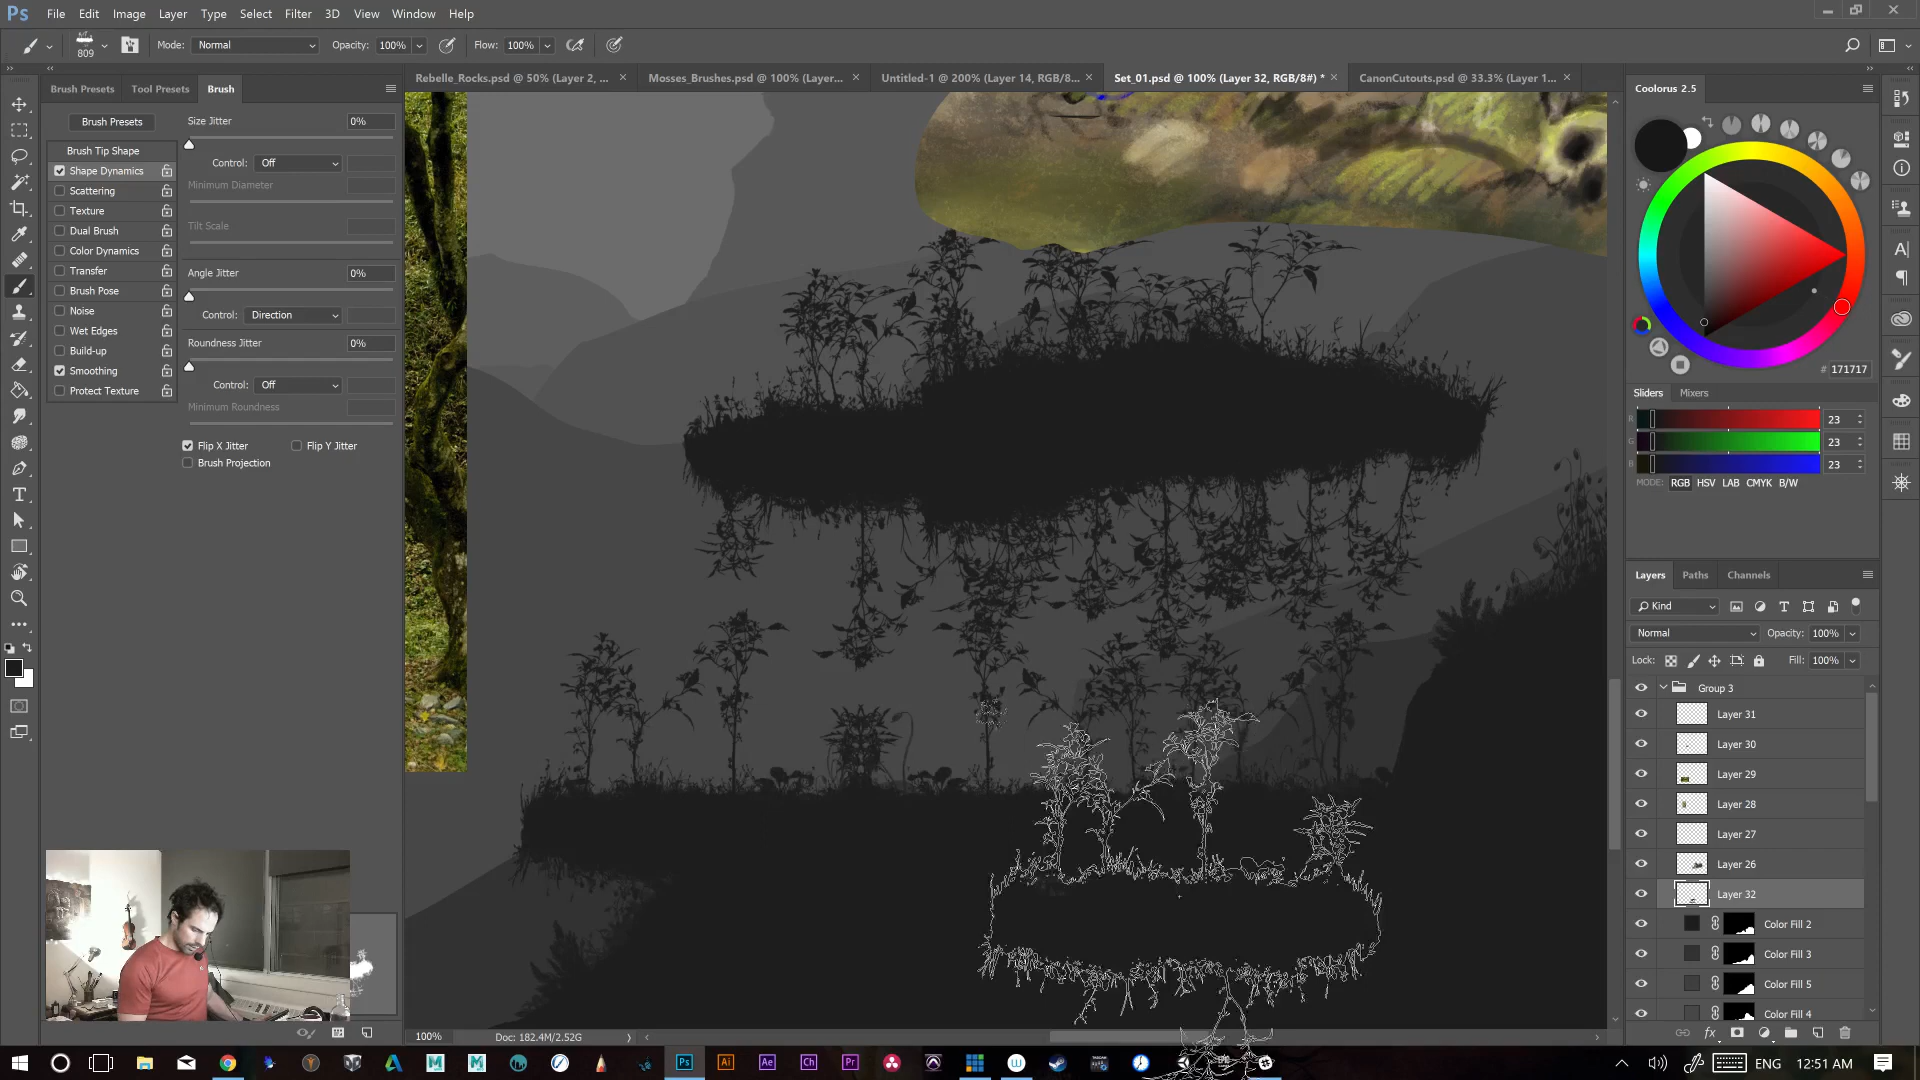 Ps File Edit Image Layer Type Select Filter 3D View Window Help
809 Mode: Normal Opacity: 100% Flow: 100%
Rebelle_Rocks.psd @ 50% (Layer 2, ... Mosses_Brushes.psd @ 100% (Layer... Untitled-1 @ 200% (Layer 14, RGB/8... Set_01.psd @ 100% (Layer 32, RGB/8#) * CanonCutouts.psd @ 33.3% (Layer 1...
Brush Presets Tool Presets Brush
Brush Presets
Brush Tip Shape
Shape Dynamics
Scattering
Texture
Dual Brush
Color Dynamics
Transfer
Brush Pose
Noise
Wet Edges
Build-up
Smoothing
Protect Texture
Size Jitter 0%
Control: Off
Minimum Diameter
Tilt Scale
Angle Jitter 0%
Control: Direction
Roundness Jitter 0%
Control: Off
Minimum Roundness
Flip X Jitter Flip Y Jitter
Brush Projection
Coolorus 2.5
# 171717
Sliders Mixers
R 23
G 23
B 23
MODE: RGB HSV LAB CMYK B/W
Layers Paths Channels
Kind
Normal Opacity: 100%
Lock: Fill: 100%
Group 3
Layer 31
Layer 30
Layer 29
Layer 28
Layer 27
Layer 26
Layer 32
Color Fill 2
Color Fill 3
Color Fill 5
Color Fill 4
100% Doc: 182.4M/2.52G
Ps Ai Ae Ch Pr
ENG 12:51 AM